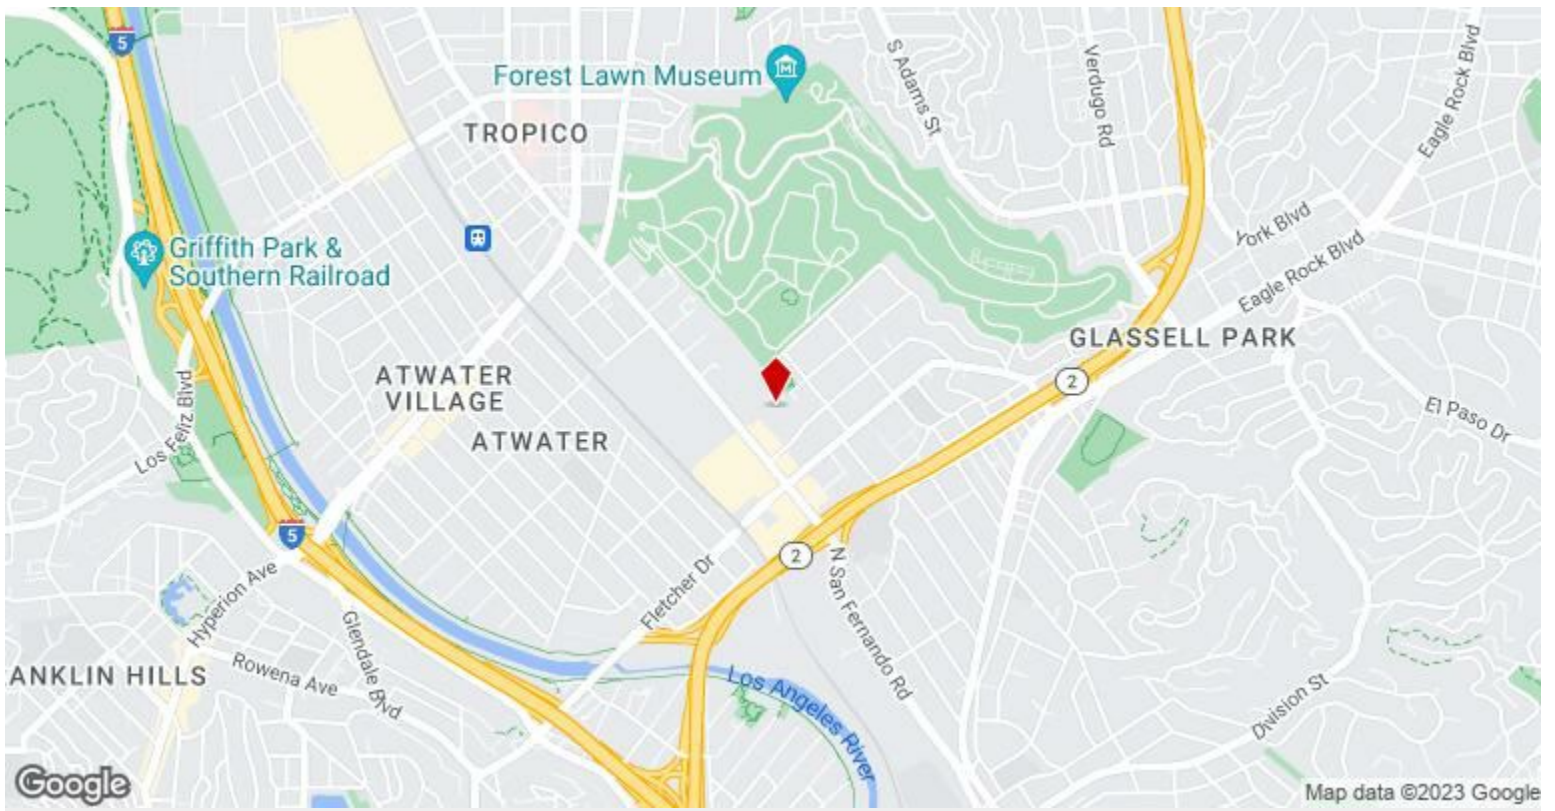 5
Forest Lawn Museum
S Adams St
Verdugo Rd
Eagle Rock Blvd
TROPICO
York Blvd
Griffith Park &
Southern Railroad
Eagle Rock Blvd
GLASSELL PARK
ATWATER
VILLAGE
2
Los Feliz Blvd
El Paso Dr
ATWATER
5
2
Fletcher Dr
N San Fernando Rd
Hyperion Ave
Glendale Blvd
ANKLIN HILLS
Rowena Ave
Los Angeles River
Division St
Google
Map data ©2023 Google